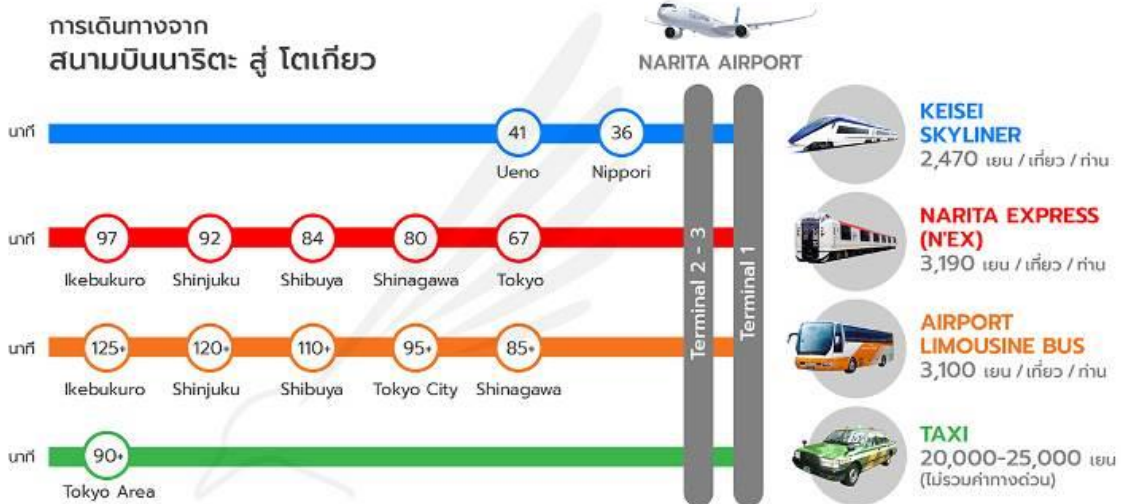 การเดินทางจาก
สนามบินนาริตะ สู่ โตเกียว
NARITA AIRPORT
นาที
41
36
Ueno
Nippori
KEISEI
SKYLINER
2,470 เยน / เที่ยว / ท่าน
นาที
97
92
84
80
67
Ikebukuro
Shinjuku
Shibuya
Shinagawa
Tokyo
NARITA EXPRESS
(N'EX)
3,190 เยน / เที่ยว / ท่าน
นาที
125+
120+
110+
95+
85+
Ikebukuro
Shinjuku
Shibuya
Tokyo City
Shinagawa
AIRPORT
LIMOUSINE BUS
3,100 เยน / เที่ยว / ท่าน
นาที
90+
Tokyo Area
TAXI
20,000-25,000 เยน
(ไม่รวมค่าทางด่วน)
Terminal 2 - 3
Terminal 1